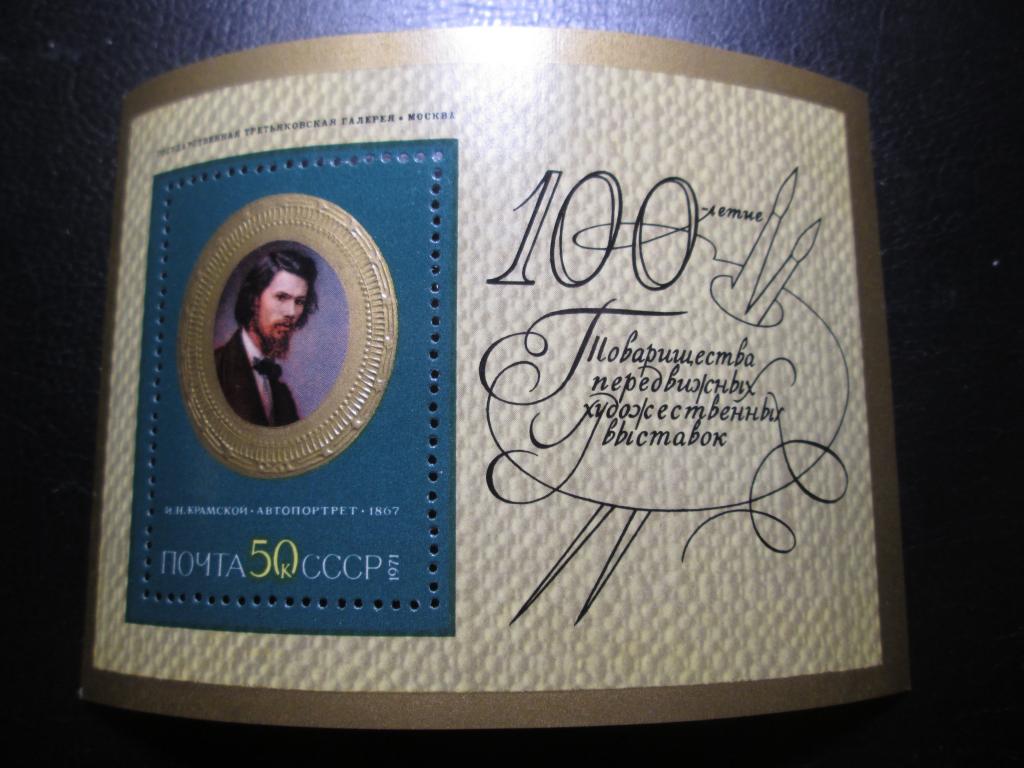 ГОСУДАРСТВЕННАЯ ТРЕТЬЯКОВСКАЯ ГАЛЕРЕЯ • МОСКВА
И.Н. КРАМСКОЙ • АВТОПОРТРЕТ • 1867
ПОЧТА 50К СССР 1971
100-летие
Товарищества
передвижных
художественных
выставок